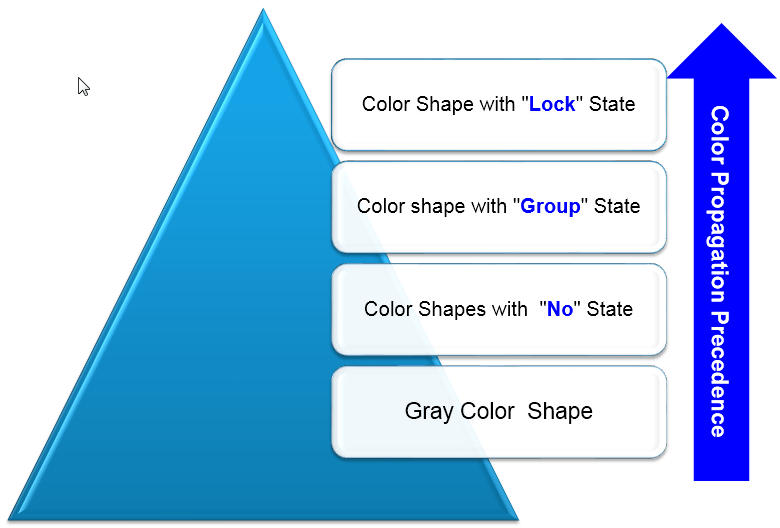 Color Shape with "Lock" State
Color shape with "Group" State
Color Shapes with  "No" State
Gray Color  Shape
Color Propagation Precedence